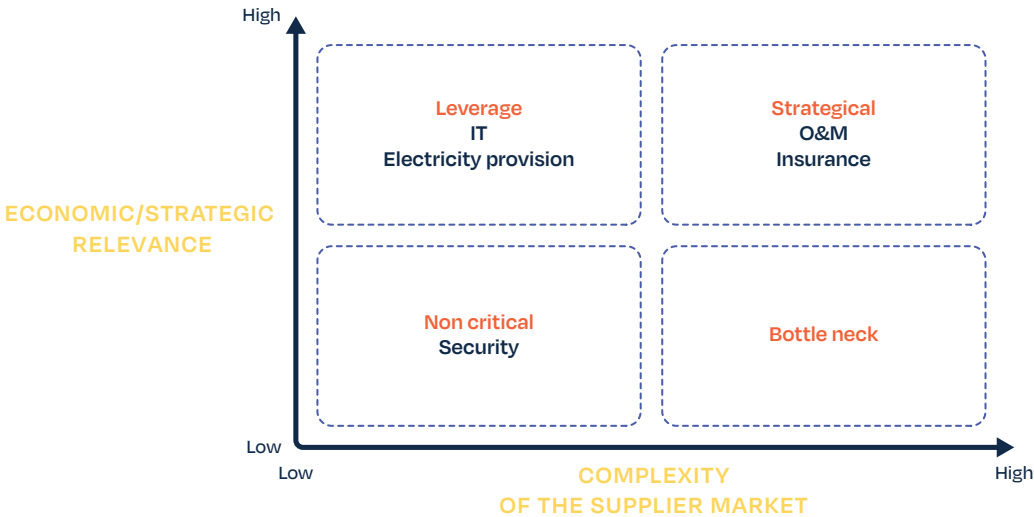 High
Leverage
IT
Electricity provision
Strategical
O&M
Insurance
ECONOMIC/STRATEGIC
RELEVANCE
Non critical
Security
Bottle neck
Low
Low
High
COMPLEXITY
OF THE SUPPLIER MARKET